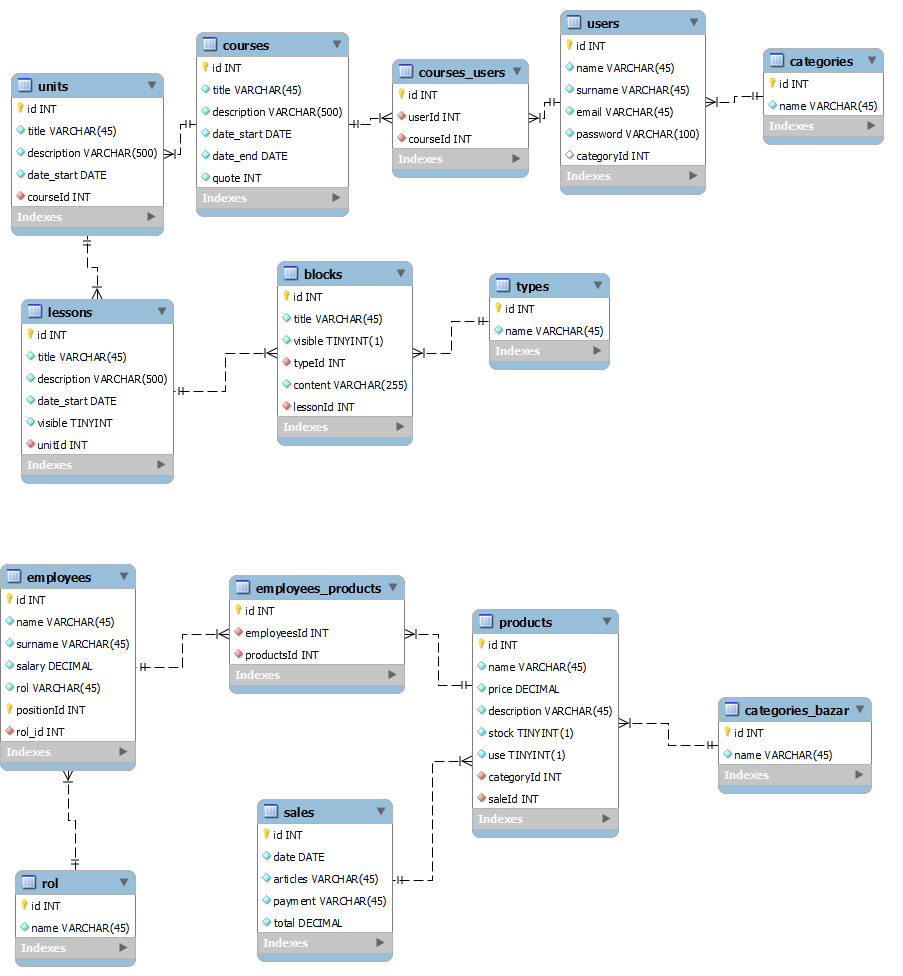 units
id INT
title VARCHAR(45)
description VARCHAR(500)
date_start DATE
courseId INT
Indexes
courses
id INT
title VARCHAR(45)
description VARCHAR(500)
date_start DATE
date_end DATE
quote INT
Indexes
courses_users
id INT
userId INT
courseId INT
Indexes
users
id INT
name VARCHAR(45)
surname VARCHAR(45)
email VARCHAR(45)
password VARCHAR(100)
categoryId INT
Indexes
categories
id INT
name VARCHAR(45)
Indexes
lessons
id INT
title VARCHAR(45)
description VARCHAR(500)
date_start DATE
visible TINYINT
unitId INT
Indexes
blocks
id INT
title VARCHAR(45)
visible TINYINT(1)
typeId INT
content VARCHAR(255)
lessonId INT
Indexes
types
id INT
name VARCHAR(45)
Indexes
employees
id INT
name VARCHAR(45)
surname VARCHAR(45)
salary DECIMAL
rol VARCHAR(45)
positionId INT
rol_id INT
Indexes
employees_products
id INT
employeesId INT
productsId INT
Indexes
products
id INT
name VARCHAR(45)
price DECIMAL
description VARCHAR(45)
stock TINYINT(1)
use TINYINT(1)
categoryId INT
saleId INT
Indexes
categories_bazar
id INT
name VARCHAR(45)
Indexes
sales
id INT
date DATE
articles VARCHAR(45)
payment VARCHAR(45)
total DECIMAL
Indexes
rol
id INT
name VARCHAR(45)
Indexes